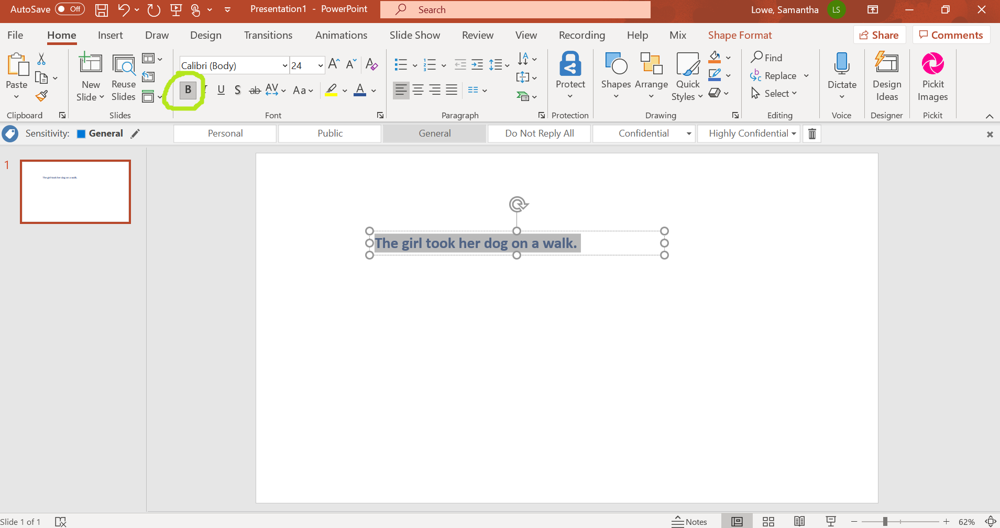 AutoSave Off Presentation1 - PowerPoint Search Lowe, Samantha LS
File Home Insert Draw Design Transitions Animations Slide Show Review View Recording Help Mix Shape Format Share Comments
Paste
New Slide
Reuse Slides
Calibri (Body) 24
B U S ab AV Aa A
Protect
Shapes Arrange Quick Styles
Find
Replace
Select
Dictate
Design Ideas
Pickit Images
Clipboard Slides Font Paragraph Protection Drawing Editing Voice Designer Pickit
Sensitivity: General Personal Public General Do Not Reply All Confidential Highly Confidential
1
The girl took her dog on a walk.
The girl took her dog on a walk.
Slide 1 of 1 Notes 62%